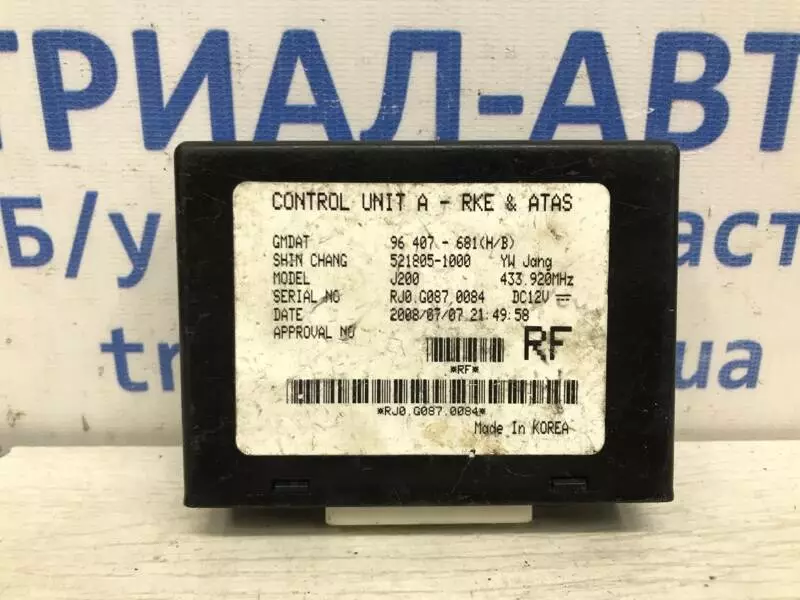 ТРИАЛ-АВТ
Б/у
CONTROL UNIT A - RKE & ATAS
GMDAT 96 407 - 681(H/B)
SHIN CHANG 521805-1000 YW Jang
MODEL J200 433.920MHz
SERIAL NO RJ0.G087.0084 DC12V
DATE 2008/07/07 21:49:58
APPROVAL NO
RF
*RF*
*RJ0.G087.0084*
Made In KOREA
ua